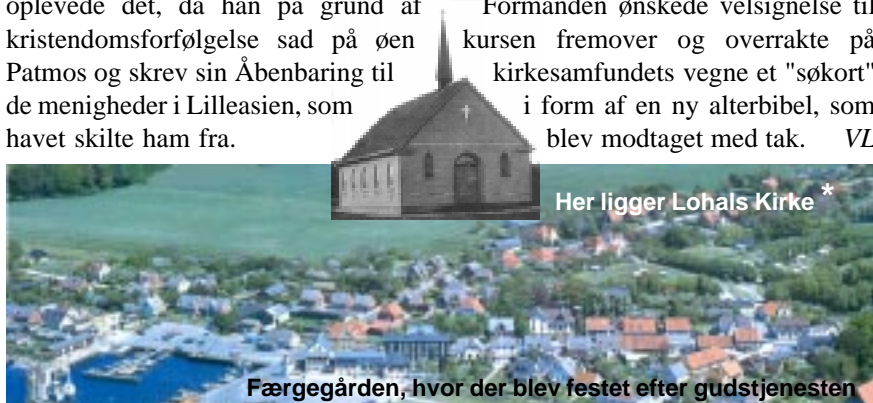 oplevede det, da han på grund af
kristendomsforfølgelse sad på øen
Patmos og skrev sin Åbenbaring til
de menigheder i Lilleasien, som
havet skilte ham fra.
Formanden ønskede velsignelse til
kursen fremover og overrakte på
kirkesamfundets vegne et "søkort"
i form af en ny alterbibel, som
blev modtaget med tak. VL
Her ligger Lohals Kirke *
Færgegården, hvor der blev festet efter gudstjenesten